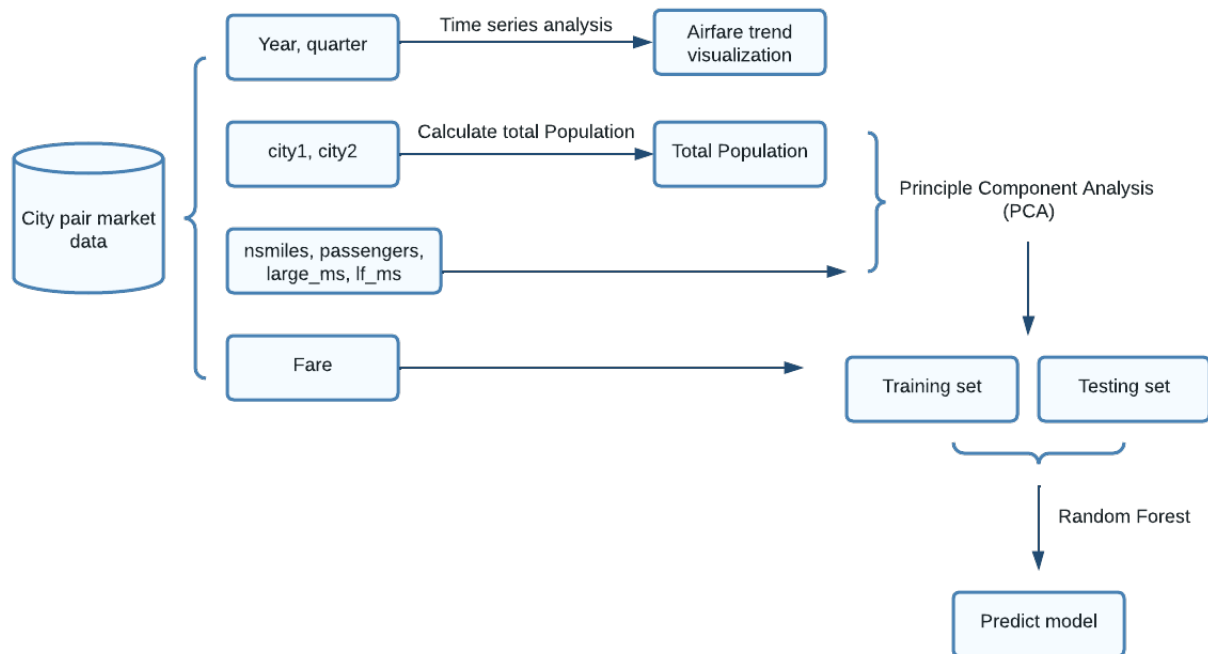 Year, quarter
Time series analysis
Airfare trend
visualization
city1, city2
Calculate total Population
Total Population
City pair market
data
nsmiles, passengers,
large_ms, lf_ms
Principle Component Analysis
(PCA)
Fare
Training set
Testing set
Random Forest
Predict model